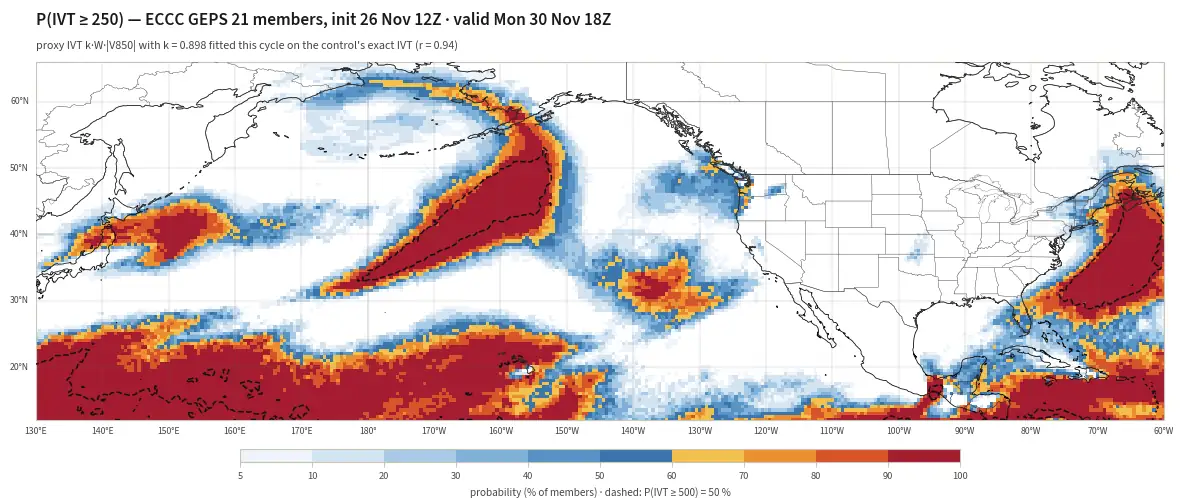 P(IVT ≥ 250) — ECCC GEPS 21 members, init 26 Nov 12Z · valid Mon 30 Nov 18Z
proxy IVT k·W·|V850| with k = 0.898 fitted this cycle on the control's exact IVT (r = 0.94)
60°N
50°N
40°N
30°N
20°N
130°E 140°E 150°E 160°E 170°E 180° 170°W 160°W 150°W 140°W 130°W 120°W 110°W 100°W 90°W 80°W 70°W 60°W
5 10 20 30 40 50 60 70 80 90 100
probability (% of members) · dashed: P(IVT ≥ 500) = 50 %